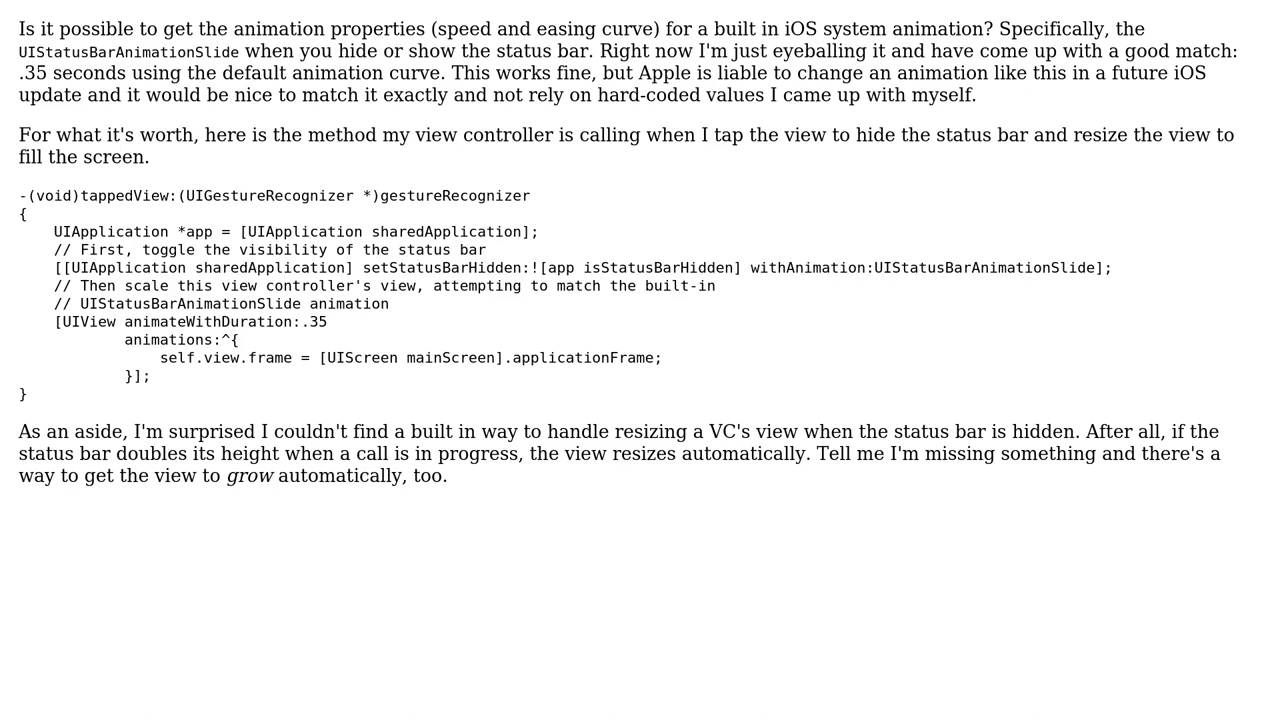 Is it possible to get the animation properties (speed and easing curve) for a built in iOS system animation? Specifically, the
UIStatusBarAnimationSlide when you hide or show the status bar. Right now I'm just eyeballing it and have come up with a good match:
.35 seconds using the default animation curve. This works fine, but Apple is liable to change an animation like this in a future iOS
update and it would be nice to match it exactly and not rely on hard-coded values I came up with myself.
For what it's worth, here is the method my view controller is calling when I tap the view to hide the status bar and resize the view to
fill the screen.
-(void)tappedView:(UIGestureRecognizer *)gestureRecognizer
{
    UIApplication *app = [UIApplication sharedApplication];
    // First, toggle the visibility of the status bar
    [[UIApplication sharedApplication] setStatusBarHidden:![app isStatusBarHidden] withAnimation:UIStatusBarAnimationSlide];
    // Then scale this view controller's view, attempting to match the built-in
    // UIStatusBarAnimationSlide animation
    [UIView animateWithDuration:.35
            animations:^{
                self.view.frame = [UIScreen mainScreen].applicationFrame;
            }];
}
As an aside, I'm surprised I couldn't find a built in way to handle resizing a VC's view when the status bar is hidden. After all, if the
status bar doubles its height when a call is in progress, the view resizes automatically. Tell me I'm missing something and there's a
way to get the view to grow automatically, too.